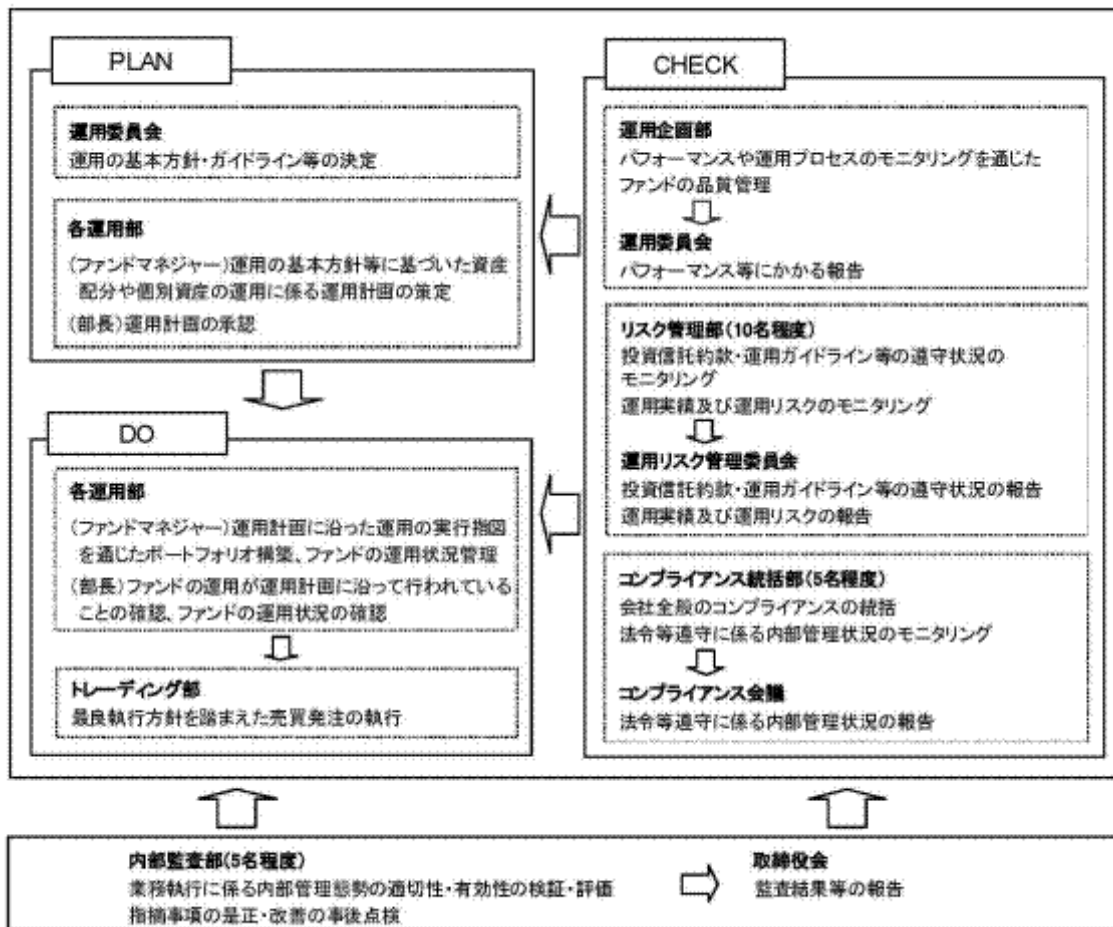 PLAN
運用委員会
運用の基本方針・ガイドライン等の決定
各運用部
(ファンドマネジャー)運用の基本方針等に基づいた資産
配分や個別資産の運用に係る運用計画の策定
(部長)運用計画の承認
DO
各運用部
(ファンドマネジャー)運用計画に沿った運用の実行指図
を通じたポートフォリオ構築、ファンドの運用状況管理
(部長)ファンドの運用が運用計画に沿って行われている
ことの確認、ファンドの運用状況の確認
トレーディング部
最良執行方針を踏まえた売買発注の執行
CHECK
運用企画部
パフォーマンスや運用プロセスのモニタリングを通じた
ファンドの品質管理
運用委員会
パフォーマンス等にかかる報告
リスク管理部(10名程度)
投資信託約款・運用ガイドライン等の遵守状況の
モニタリング
運用実績及び運用リスクのモニタリング
運用リスク管理委員会
投資信託約款・運用ガイドライン等の遵守状況の報告
運用実績及び運用リスクの報告
コンプライアンス統括部(5名程度)
会社全般のコンプライアンスの統括
法令等遵守に係る内部管理状況のモニタリング
コンプライアンス会議
法令等遵守に係る内部管理状況の報告
内部監査部(5名程度)
業務執行に係る内部管理態勢の適切性・有効性の検証・評価
指摘事項の是正・改善の事後点検
取締役会
監査結果等の報告